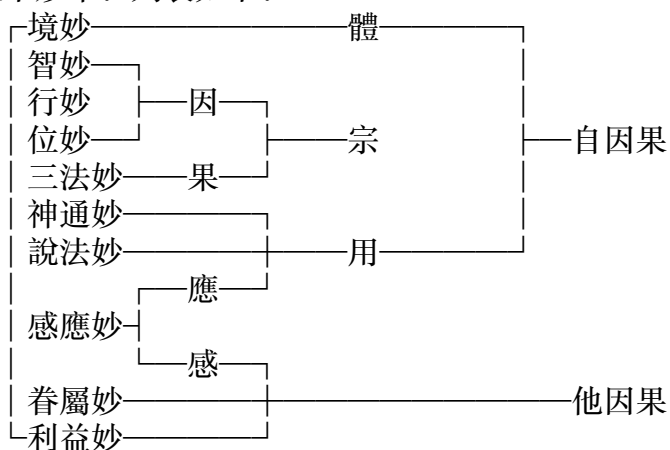 境妙 體
智妙
行妙 因
位妙 宗 自因果
三法妙 果
神通妙
說法妙 用
應
感應妙
感
眷屬妙 他因果
利益妙